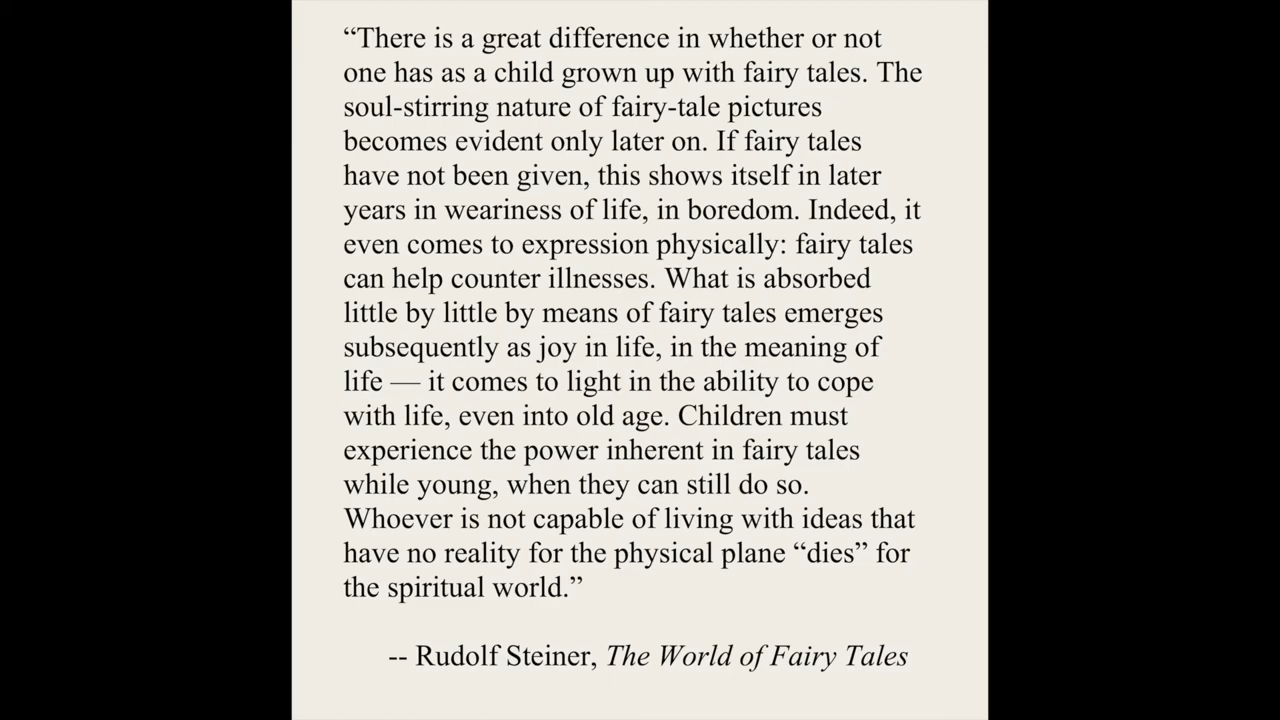 “There is a great difference in whether or not
one has as a child grown up with fairy tales. The
soul-stirring nature of fairy-tale pictures
becomes evident only later on. If fairy tales
have not been given, this shows itself in later
years in weariness of life, in boredom. Indeed, it
even comes to expression physically: fairy tales
can help counter illnesses. What is absorbed
little by little by means of fairy tales emerges
subsequently as joy in life, in the meaning of
life — it comes to light in the ability to cope
with life, even into old age. Children must
experience the power inherent in fairy tales
while young, when they can still do so.
Whoever is not capable of living with ideas that
have no reality for the physical plane “dies” for
the spiritual world.”
-- Rudolf Steiner, The World of Fairy Tales